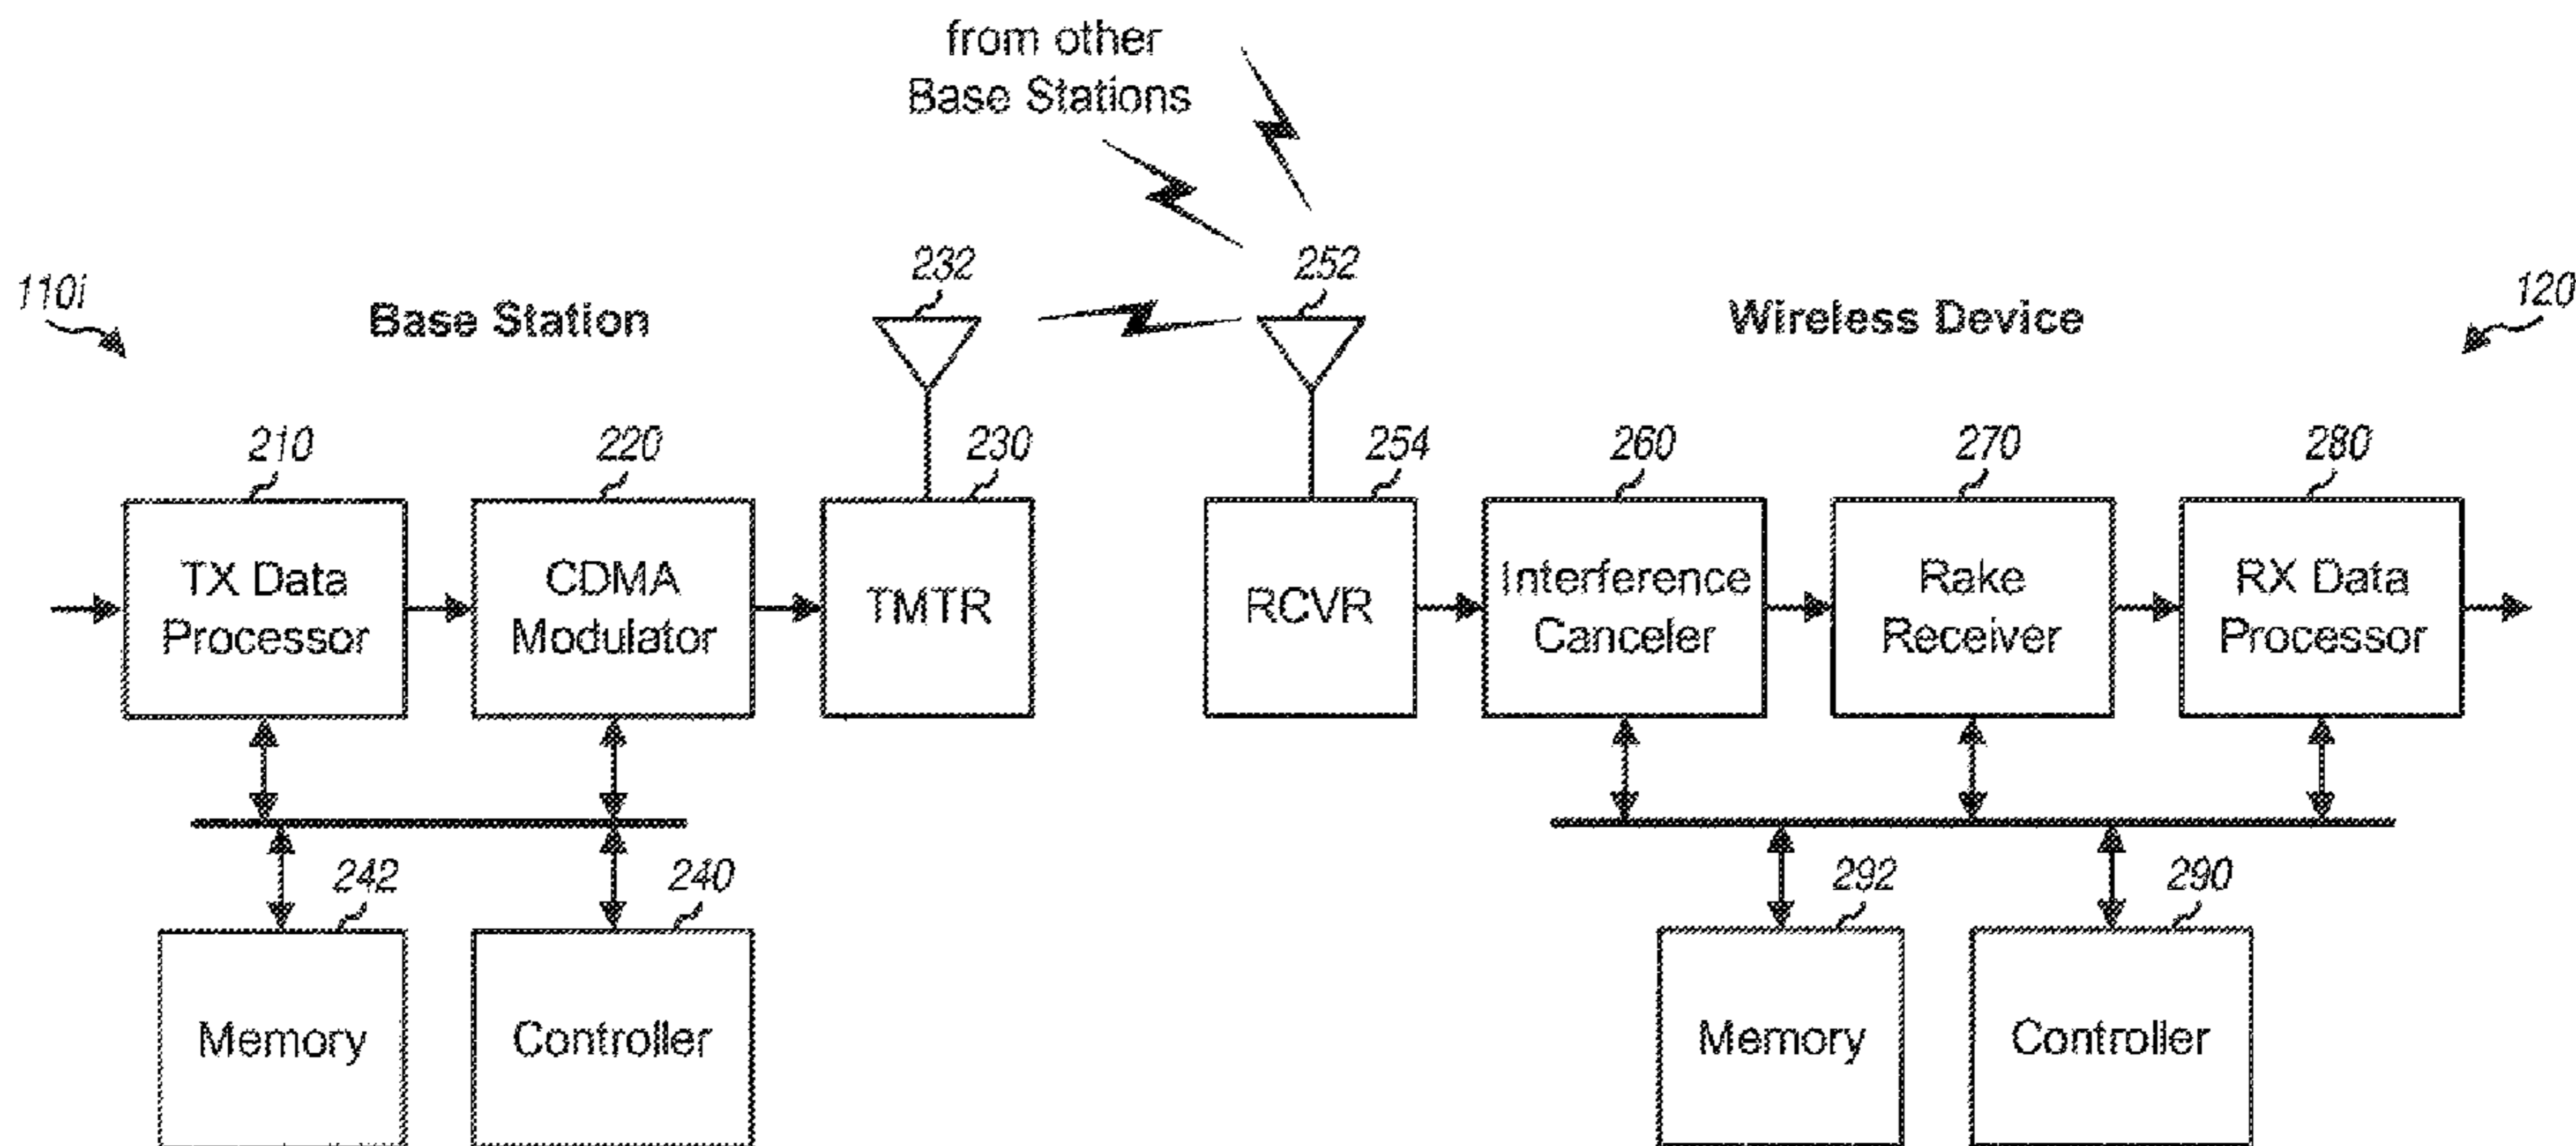 from other
Base Stations
110i
Base Station
232
252
Wireless Device
120
210
220
230
254
260
270
280
TX Data
Processor
CDMA
Modulator
TMTR
RCVR
Interference
Canceler
Rake
Receiver
RX Data
Processor
242
240
292
290
Memory
Controller
Memory
Controller